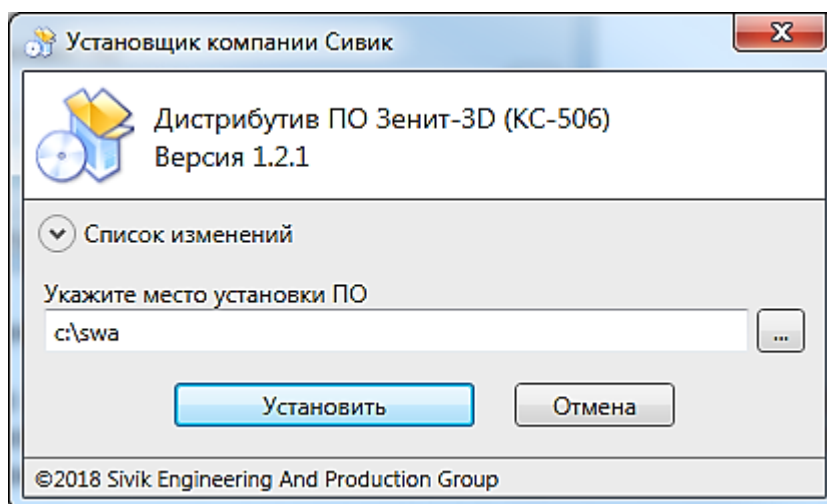 Установщик компании Сивик
Дистрибутив ПО Зенит-3D (КС-506)
Версия 1.2.1
Список изменений
Укажите место установки ПО
c:\swa
...
Установить
Отмена
©2018 Sivik Engineering And Production Group